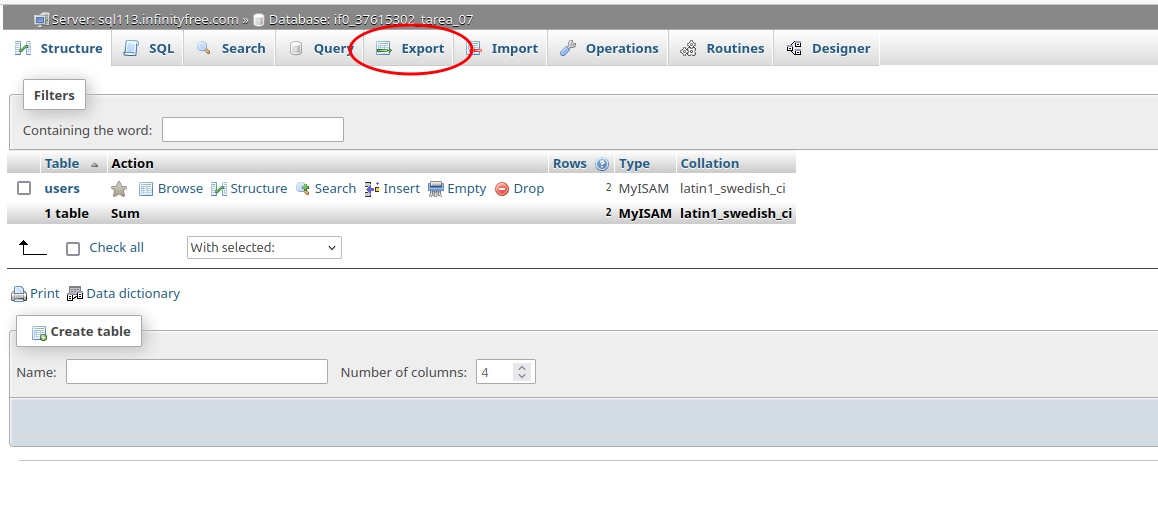 Server: sql113.infinityfree.com » Database: if0_37615302_tarea_07
Structure SQL Search Query Export Import Operations Routines Designer
Filters
Containing the word:
Table Action Rows Type Collation
users Browse Structure Search Insert Empty Drop 2 MyISAM latin1_swedish_ci
1 table Sum 2 MyISAM latin1_swedish_ci
Check all With selected:
Print Data dictionary
Create table
Name: Number of columns: 4